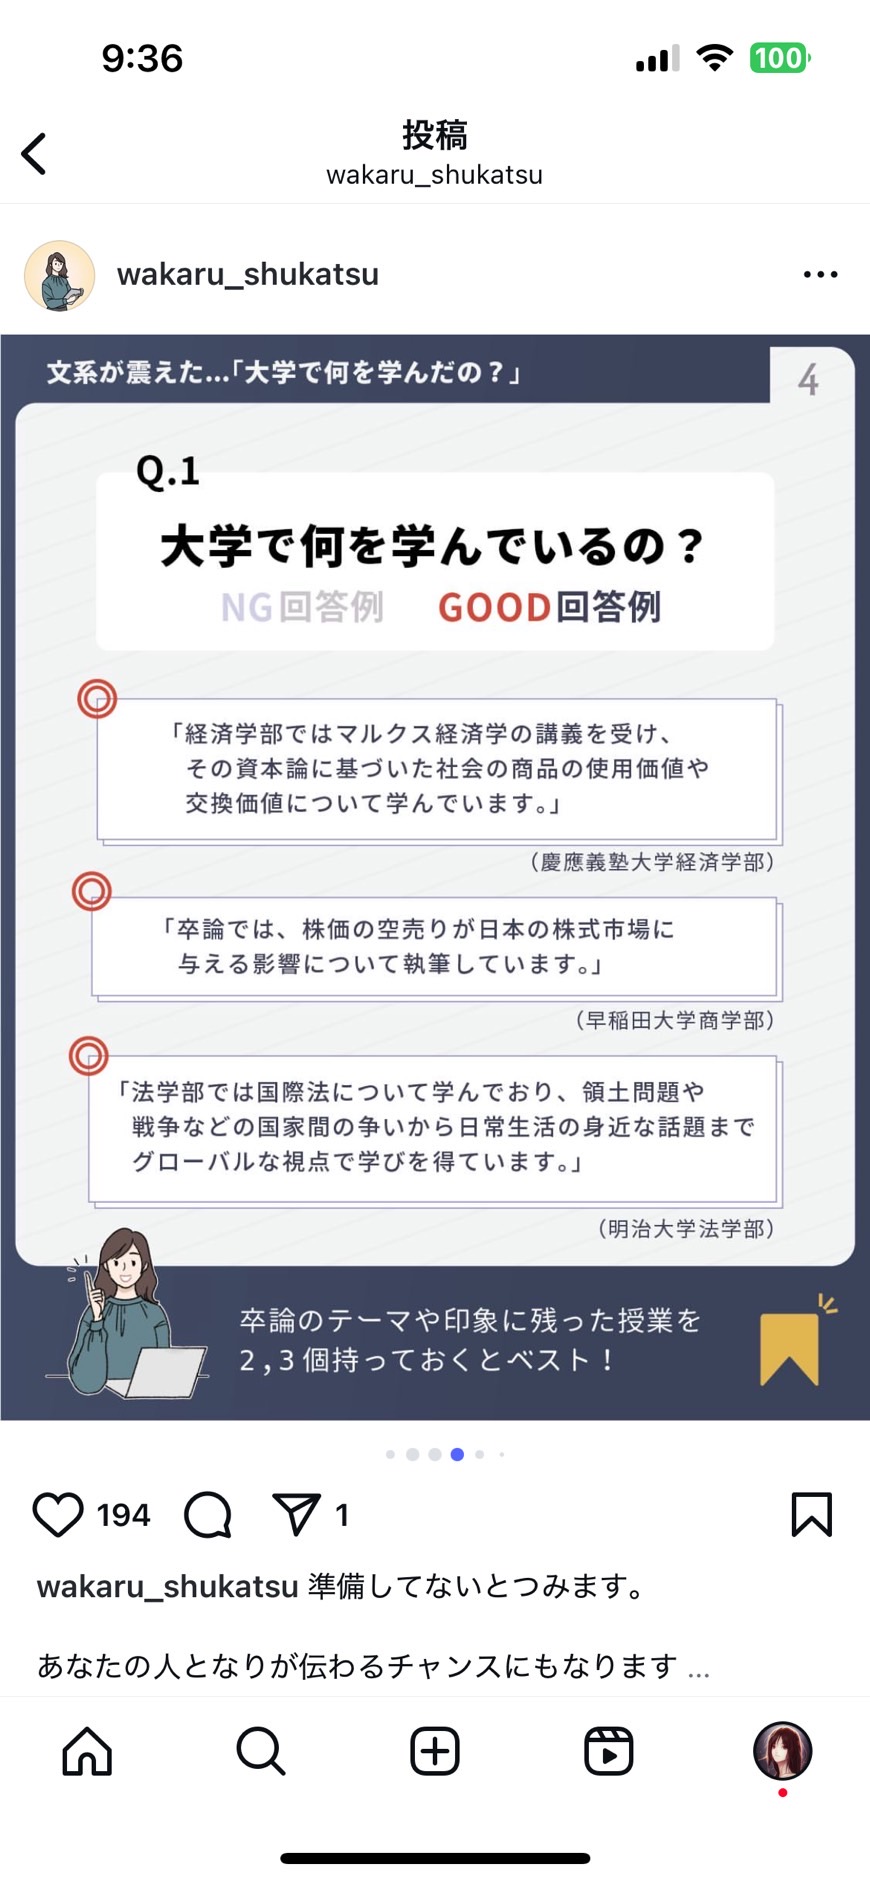 9:36
100
投稿
wakaru_shukatsu
wakaru_shukatsu
文系が震えた...「大学で何を学んだの？」
4
Q.1
大学で何を学んでいるの？
NG回答例 GOOD回答例
「経済学部ではマルクス経済学の講義を受け、
その資本論に基づいた社会の商品の使用価値や
交換価値について学んでいます。」
（慶應義塾大学経済学部）
「卒論では、株価の空売りが日本の株式市場に
与える影響について執筆しています。」
（早稲田大学商学部）
「法学部では国際法について学んでおり、領土問題や
戦争などの国家間の争いから日常生活の身近な話題まで
グローバルな視点で学びを得ています。」
（明治大学法学部）
卒論のテーマや印象に残った授業を
2,3個持っておくとベスト！
194 1
wakaru_shukatsu 準備してないとつみます。
あなたの人となりが伝わるチャンスにもなります ...